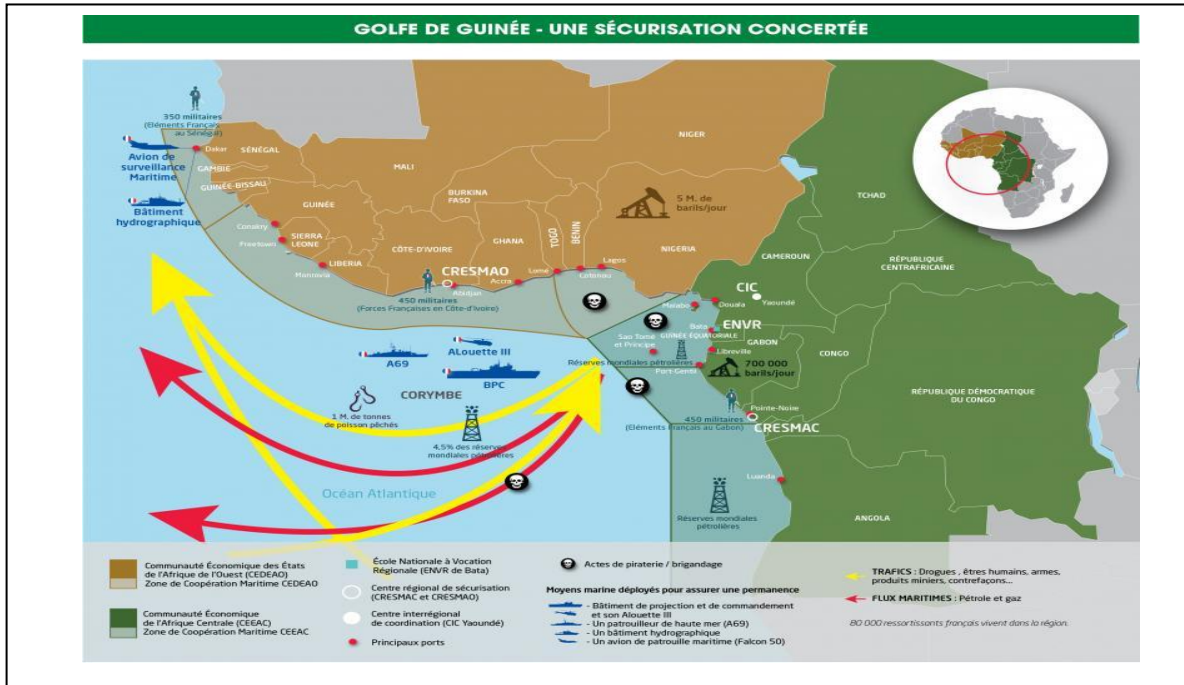 GOLFE DE GUINÉE - UNE SÉCURISATION CONCERTÉE
350 militaires
(Eléments Français
au Sénégal)
Dakar
SÉNÉGAL
Avion de
surveillance
Maritime
GAMBIE
GUINÉE-BISSAU
Bâtiment
hydrographique
MALI
NIGER
BURKINA
FASO
GUINÉE
Conakry
Freetown
SIERRA
LEONE
CÔTE-D'IVOIRE
GHANA
TOGO
BÉNIN
5 M. de
barils/jour
NIGERIA
TCHAD
CAMEROUN
RÉPUBLIQUE
CENTRAFRICAINE
LIBERIA
Monrovia
CRESMAO
Abidjan
Accra
Lomé
Cotonou
Lagos
450 militaires
(Forces Françaises en Côte-d'Ivoire)
CIC
Yaoundé
Malabo
Douala
Bata
ENVR
Sao Tomé
et Principe
GUINÉE ÉQUATORIALE
Libreville
GABON
CONGO
Réserves mondiales pétrolières
Port-Gentil
700 000
barils/jour
RÉPUBLIQUE DÉMOCRATIQUE
DU CONGO
A69
ALouette III
BPC
CORYMBE
1 M. de tonnes
de poisson pêchés
4,5% des réserves
mondiales pétrolières
450 militaires
(Eléments Français au Gabon)
Pointe-Noire
CRESMAC
Luanda
Océan Atlantique
Réserves mondiales
pétrolières
ANGOLA
Communauté Économique des États
de l'Afrique de l'Ouest (CEDEAO)
Zone de Coopération Maritime CEDEAO
Communauté Économique
de l'Afrique Centrale (CEEAC)
Zone de Coopération Maritime CEEAC
École Nationale à Vocation
Régionale (ENVR de Bata)
Centre régional de sécurisation
(CRESMAC et CRESMAO)
Centre interrégional
de coordination (CIC Yaoundé)
Principaux ports
Actes de piraterie / brigandage
Moyens marine déployés pour assurer une permanence
- Bâtiment de projection et de commandement
et son Alouette III
- Un patrouilleur de haute mer (A69)
- Un bâtiment hydrographique
- Un avion de patrouille maritime (Falcon 50)
TRAFICS : Drogues , êtres humains, armes,
produits miniers, contrefaçons...
FLUX MARITIMES : Pétrole et gaz
80 000 ressortissants français vivent dans la région.